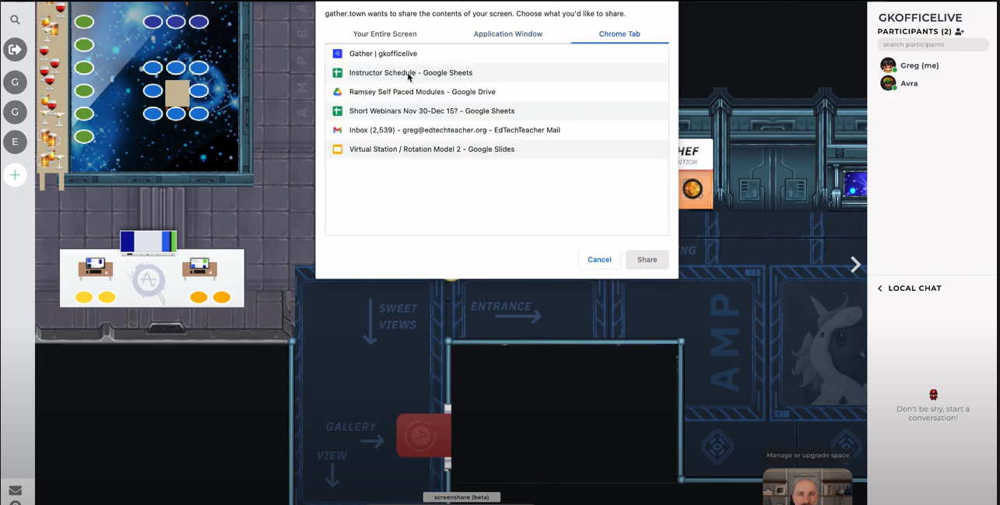 gather.town wants to share the contents of your screen. Choose what you'd like to share.
Your Entire Screen
Application Window
Chrome Tab
Gather | gkofficelive
Instructor Schedule - Google Sheets
Ramsey Self Paced Modules - Google Drive
Short Webinars Nov 30-Dec 15? - Google Sheets
Inbox (2,539) - greg@edtechteacher.org - EdTechTeacher Mail
Virtual Station / Rotation Model 2 - Google Slides
Cancel
Share
GKOFFICELIVE
PARTICIPANTS (2)
search participants
Greg (me)
Avra
LOCAL CHAT
Don't be shy, start a
conversation!
G
G
E
AMP
HEF
ITION
NG
SWEET
VIEWS
ENTRANCE
MKS
AMP
GALLERY
VIEW
Manage or upgrade space
screenshare (beta)